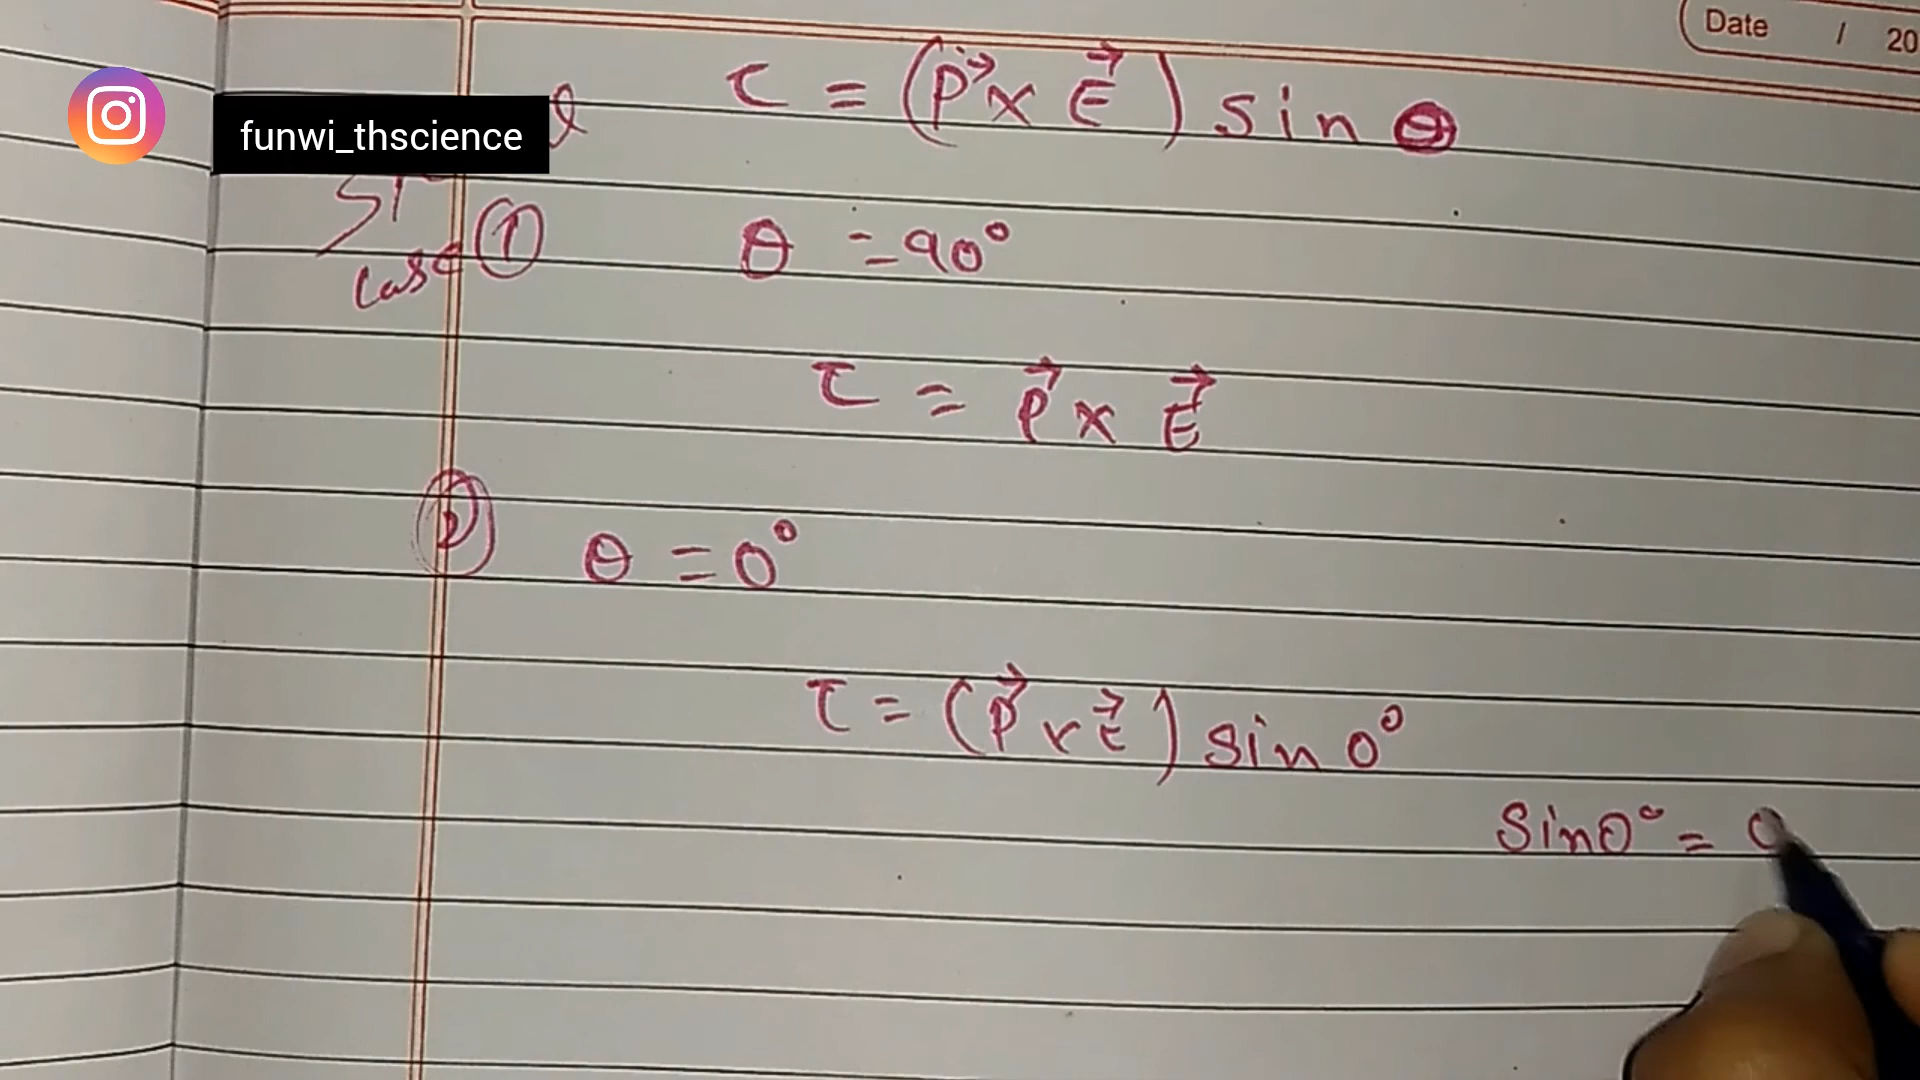 Date / 20
τ = (P⃗ × E⃗) sin θ
funwi_thscience
case ①
θ = 90°
τ = P⃗ × E⃗
②
θ = 0°
τ = (P⃗ × E⃗) sin 0°
sin 0° = 0